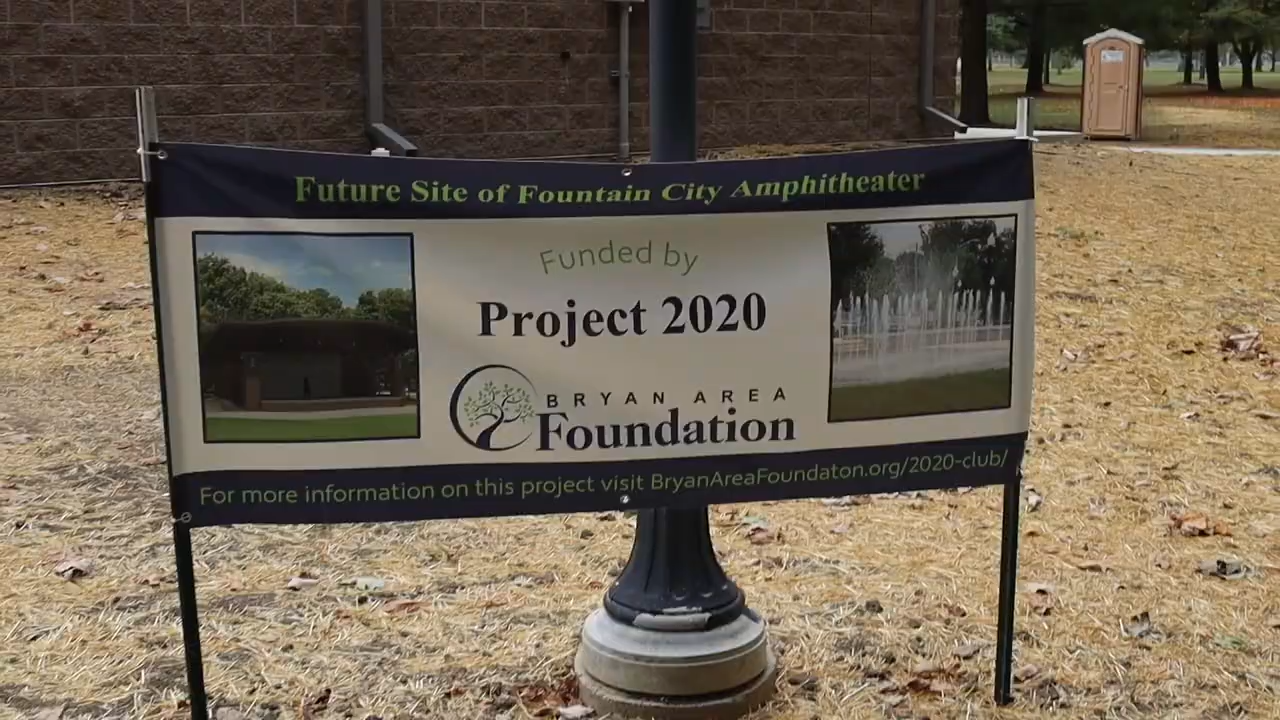 Future Site of Fountain City Amphitheater
Funded by
Project 2020
BRYAN AREA
Foundation
For more information on this project visit BryanAreaFoundaton.org/2020-club/